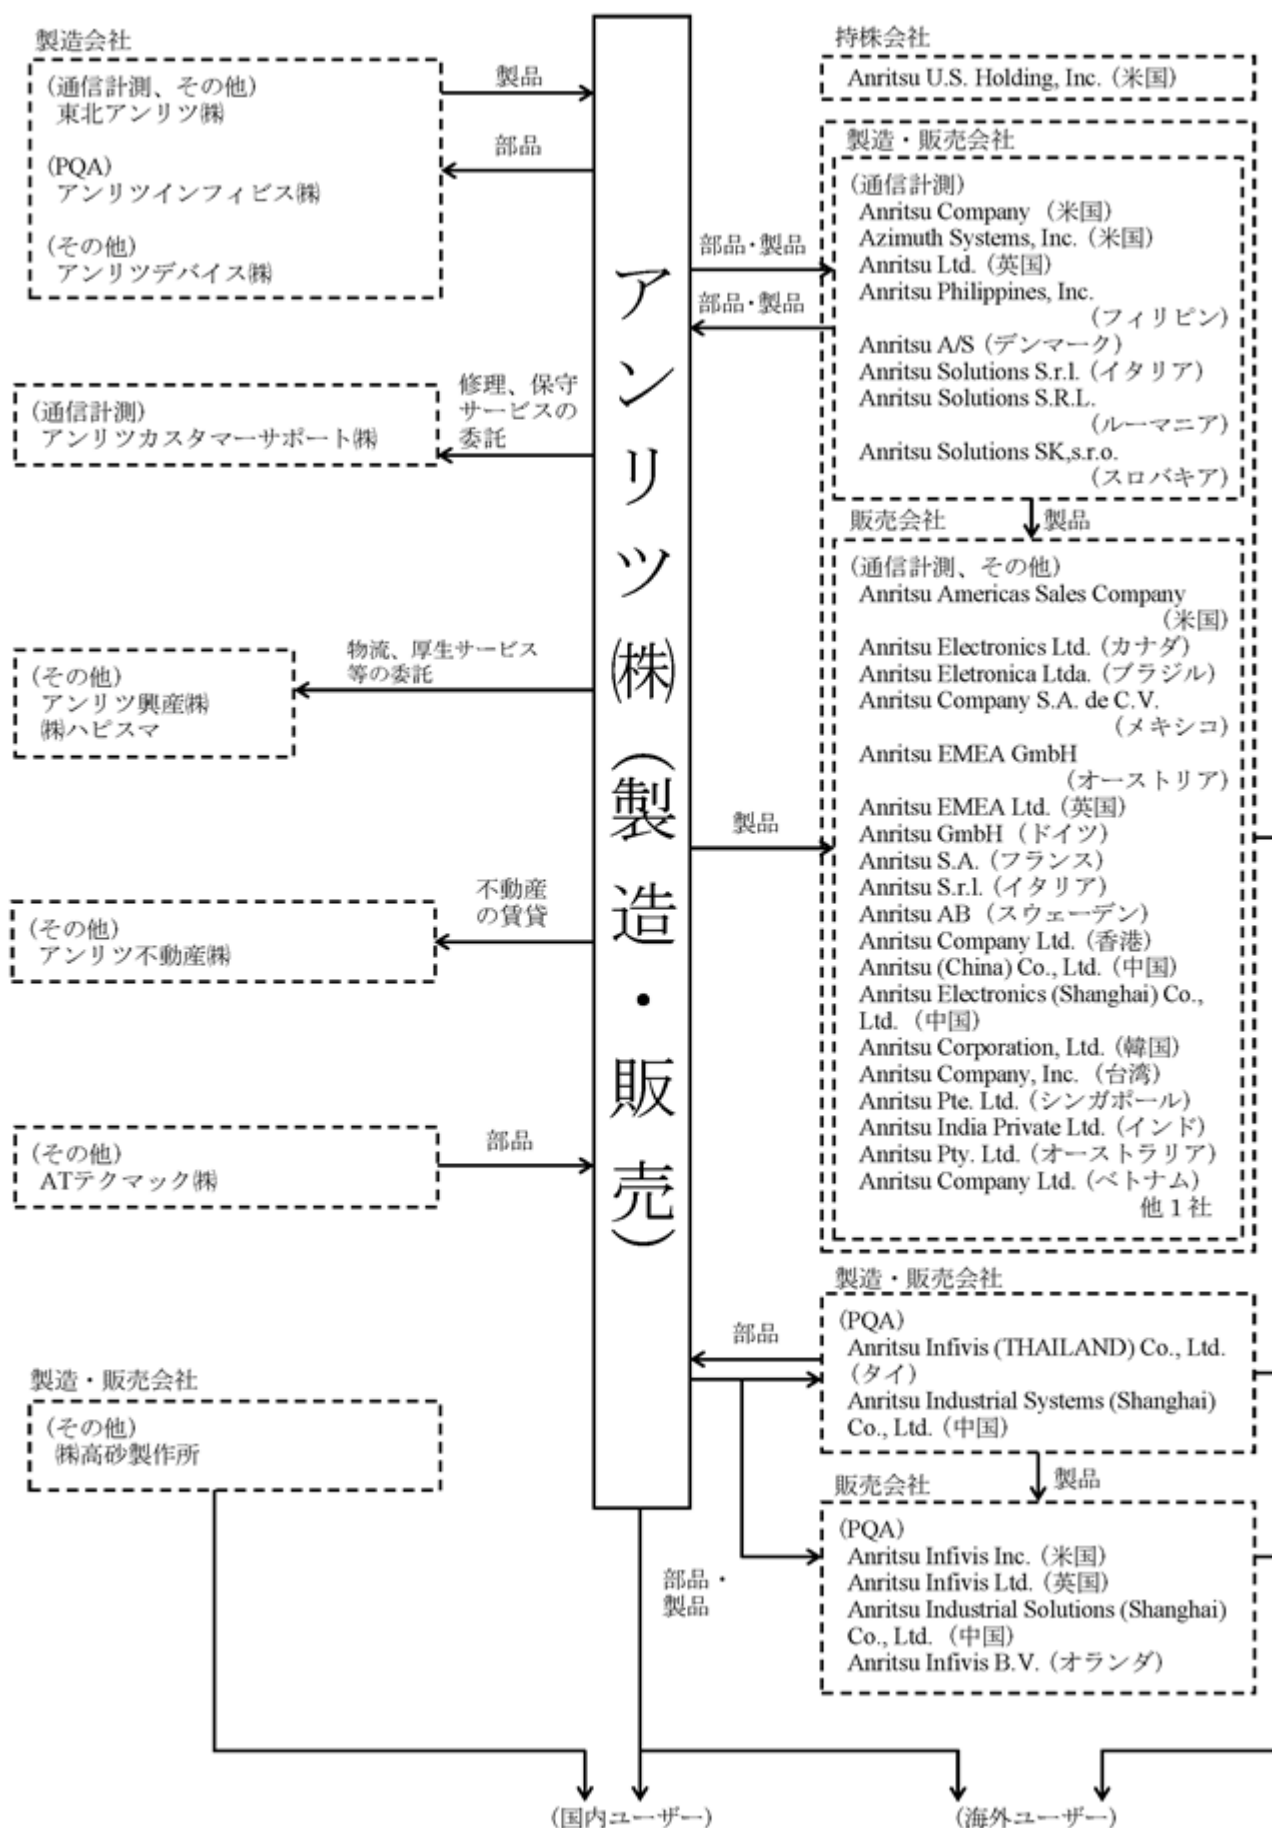 製造会社
(通信計測、その他)
東北アンリツ㈱
(PQA)
アンリツインフィビス㈱
(その他)
アンリツデバイス㈱
製品
部品
(通信計測)
アンリツカスタマーサポート㈱
修理、保守
サービスの
委託
(その他)
アンリツ興産㈱
㈱ハピスマ
物流、厚生サービス
等の委託
(その他)
アンリツ不動産㈱
不動産
の賃貸
(その他)
ATテクマック㈱
部品
製造・販売会社
(その他)
㈱高砂製作所
アンリツ㈱(製造・販売)
持株会社
Anritsu U.S. Holding, Inc. (米国)
製造・販売会社
(通信計測)
Anritsu Company (米国)
Azimuth Systems, Inc. (米国)
Anritsu Ltd. (英国)
Anritsu Philippines, Inc.
(フィリピン)
Anritsu A/S (デンマーク)
Anritsu Solutions S.r.l. (イタリア)
Anritsu Solutions S.R.L.
(ルーマニア)
Anritsu Solutions SK,s.r.o.
(スロバキア)
部品・製品
部品・製品
販売会社
製品
(通信計測、その他)
Anritsu Americas Sales Company
(米国)
Anritsu Electronics Ltd. (カナダ)
Anritsu Eletronica Ltda. (ブラジル)
Anritsu Company S.A. de C.V.
(メキシコ)
Anritsu EMEA GmbH
(オーストリア)
Anritsu EMEA Ltd. (英国)
Anritsu GmbH (ドイツ)
Anritsu S.A. (フランス)
Anritsu S.r.l. (イタリア)
Anritsu AB (スウェーデン)
Anritsu Company Ltd. (香港)
Anritsu (China) Co., Ltd. (中国)
Anritsu Electronics (Shanghai) Co.,
Ltd. (中国)
Anritsu Corporation, Ltd. (韓国)
Anritsu Company, Inc. (台湾)
Anritsu Pte. Ltd. (シンガポール)
Anritsu India Private Ltd. (インド)
Anritsu Pty. Ltd. (オーストラリア)
Anritsu Company Ltd. (ベトナム)
他1社
製品
製造・販売会社
(PQA)
Anritsu Infivis (THAILAND) Co., Ltd.
(タイ)
Anritsu Industrial Systems (Shanghai)
Co., Ltd. (中国)
部品
販売会社
製品
(PQA)
Anritsu Infivis Inc. (米国)
Anritsu Infivis Ltd. (英国)
Anritsu Industrial Solutions (Shanghai)
Co., Ltd. (中国)
Anritsu Infivis B.V. (オランダ)
部品・
製品
(国内ユーザー)
(海外ユーザー)